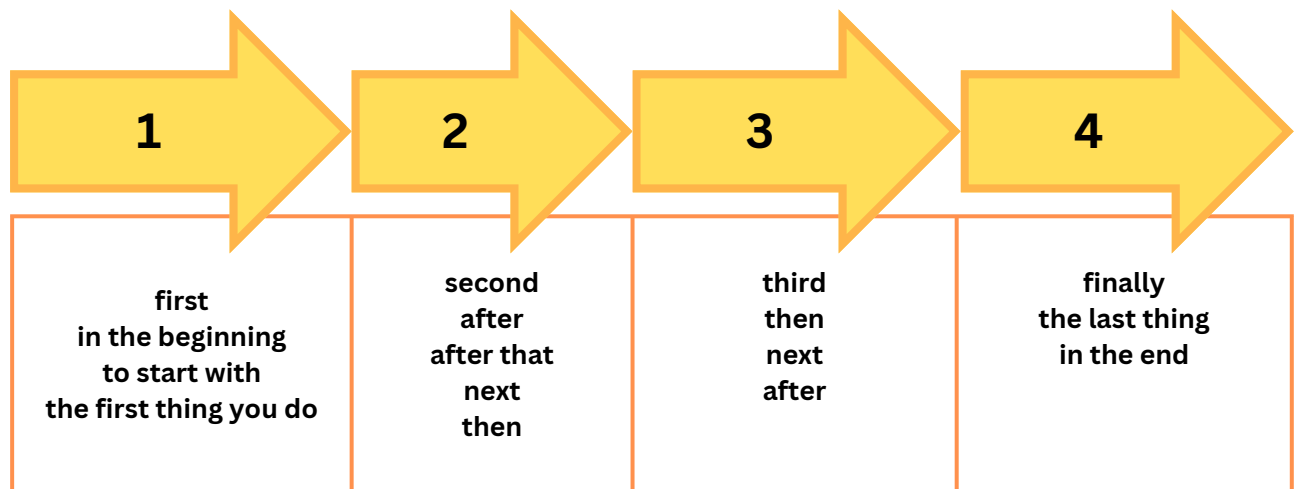 1
2
3
4
first
in the beginning
to start with
the first thing you do
second
after
after that
next
then
third
then
next
after
finally
the last thing
in the end